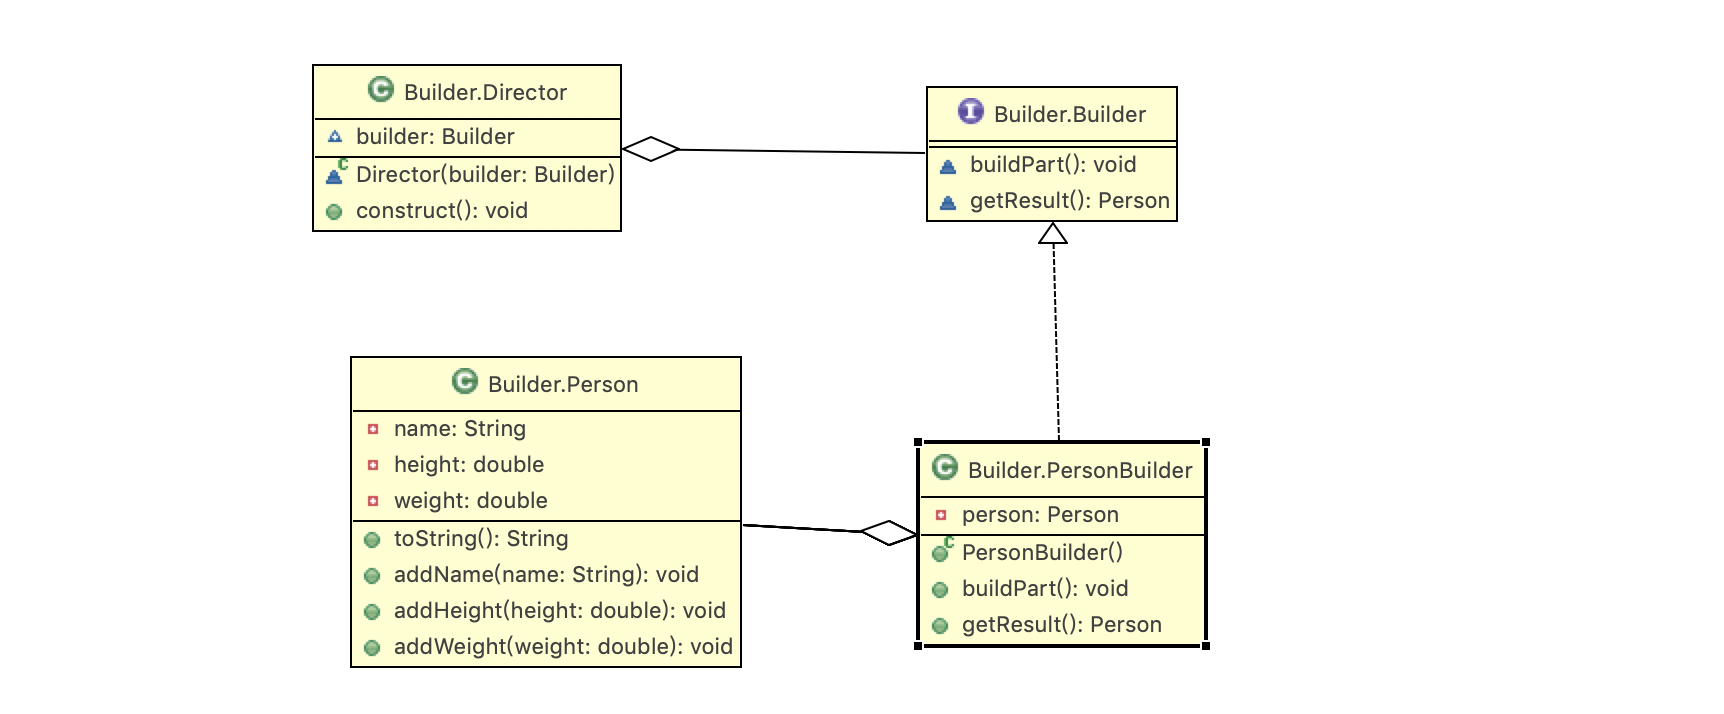 Builder.Director
builder: Builder
Director(builder: Builder)
construct(): void
Builder.Builder
buildPart(): void
getResult(): Person
Builder.Person
name: String
height: double
weight: double
toString(): String
addName(name: String): void
addHeight(height: double): void
addWeight(weight: double): void
Builder.PersonBuilder
person: Person
PersonBuilder()
buildPart(): void
getResult(): Person